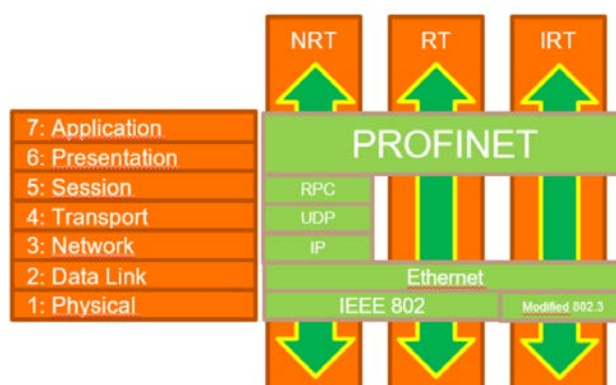 NRT RT IRT
7: Application
6: Presentation
PROFINET
5: Session
RPC
4: Transport
UDP
3: Network
IP
2: Data Link
Ethernet
1: Physical
IEEE 802
Modified 802.3